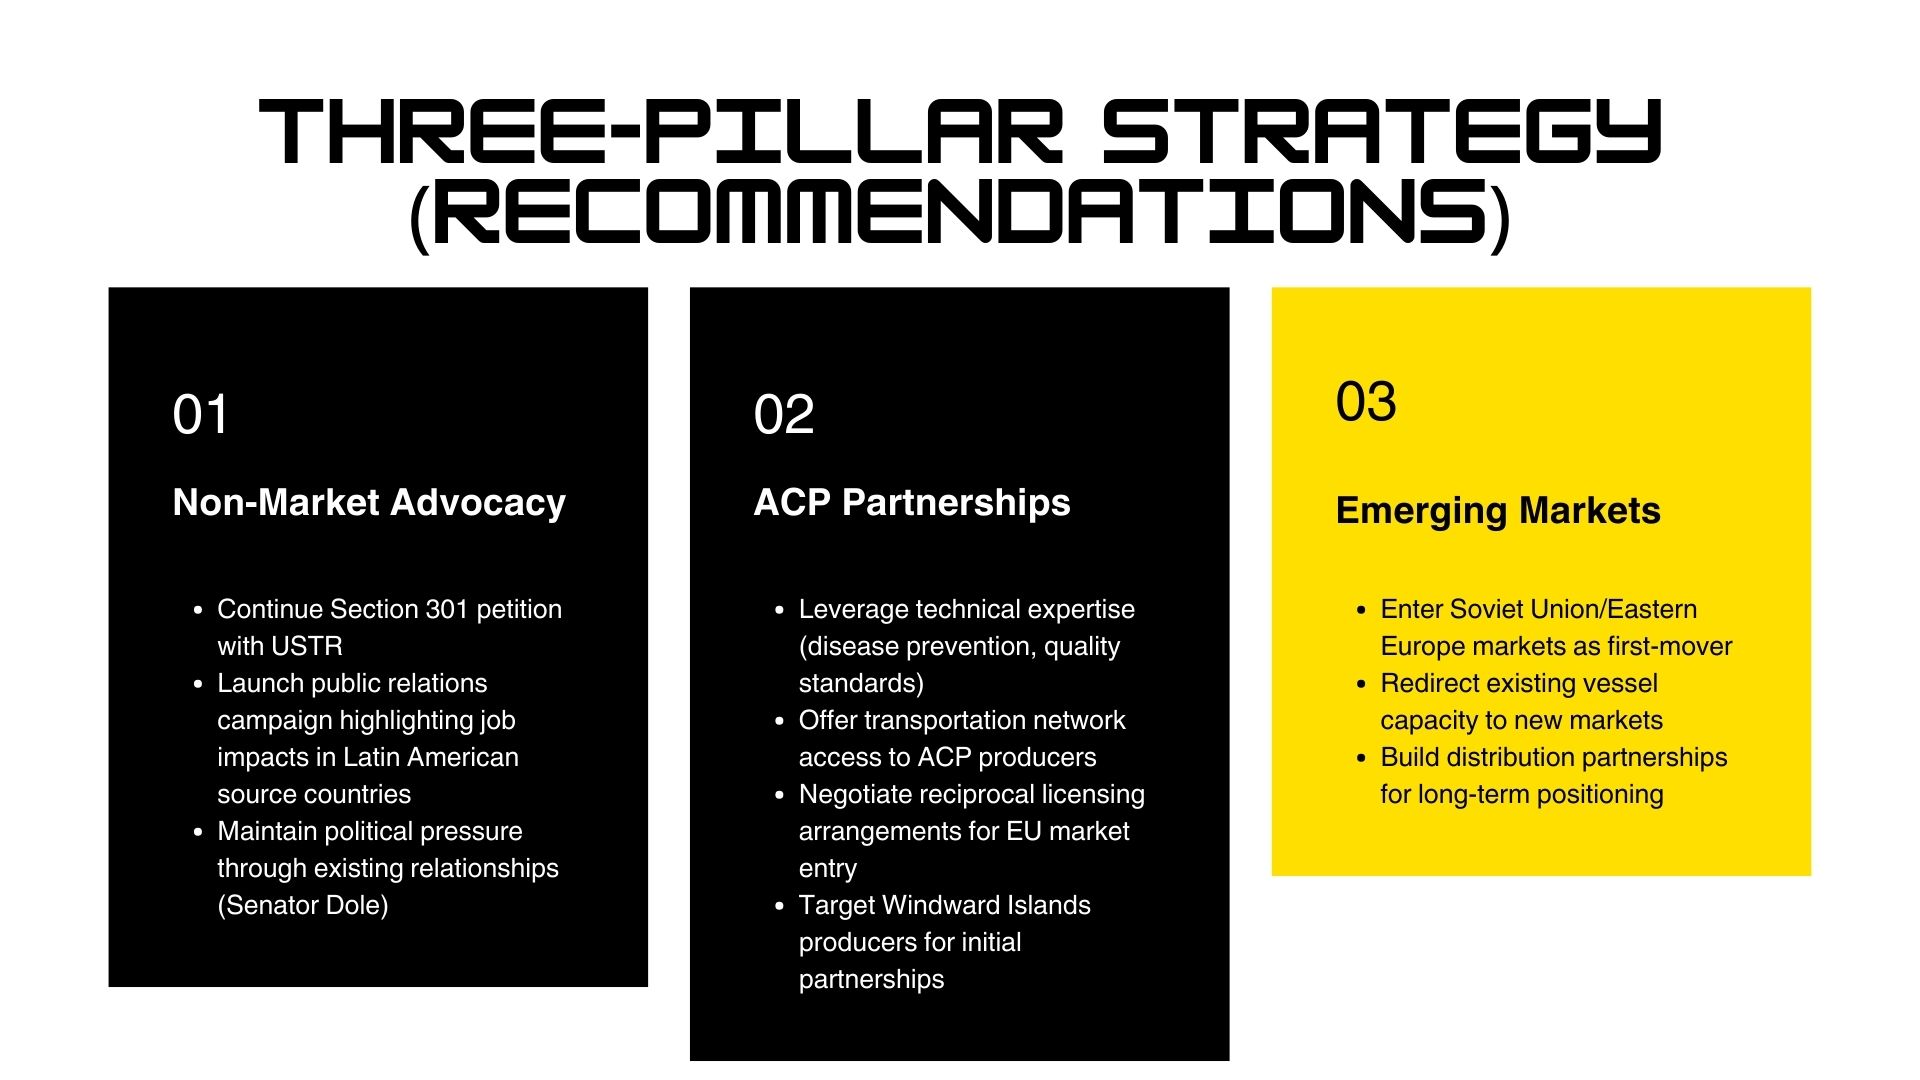 THREE-PILLAR STRATEGY
(RECOMMENDATIONS)
01
Non-Market Advocacy
• Continue Section 301 petition
with USTR
• Launch public relations
campaign highlighting job
impacts in Latin American
source countries
• Maintain political pressure
through existing relationships
(Senator Dole)
02
ACP Partnerships
• Leverage technical expertise
(disease prevention, quality
standards)
• Offer transportation network
access to ACP producers
• Negotiate reciprocal licensing
arrangements for EU market
entry
• Target Windward Islands
producers for initial
partnerships
03
Emerging Markets
• Enter Soviet Union/Eastern
Europe markets as first-mover
• Redirect existing vessel
capacity to new markets
• Build distribution partnerships
for long-term positioning